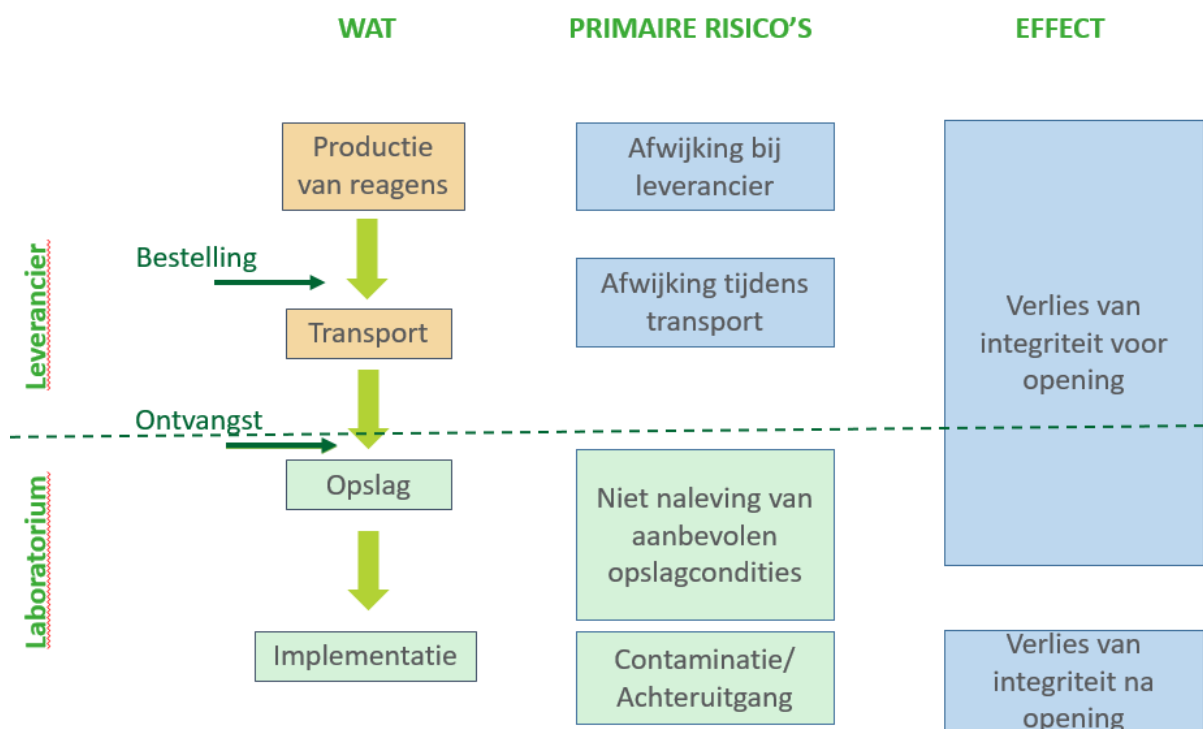 WAT
PRIMAIRE RISICO'S
EFFECT
Leverancier
Productie
van reagens
Afwijking bij
leverancier
Bestelling
Afwijking tijdens
transport
Transport
Verlies van
integriteit voor
opening
Ontvangst
Laboratorium
Opslag
Niet naleving van
aanbevolen
opslagcondities
Implementatie
Contaminatie/
Achteruitgang
Verlies van
integriteit na
opening